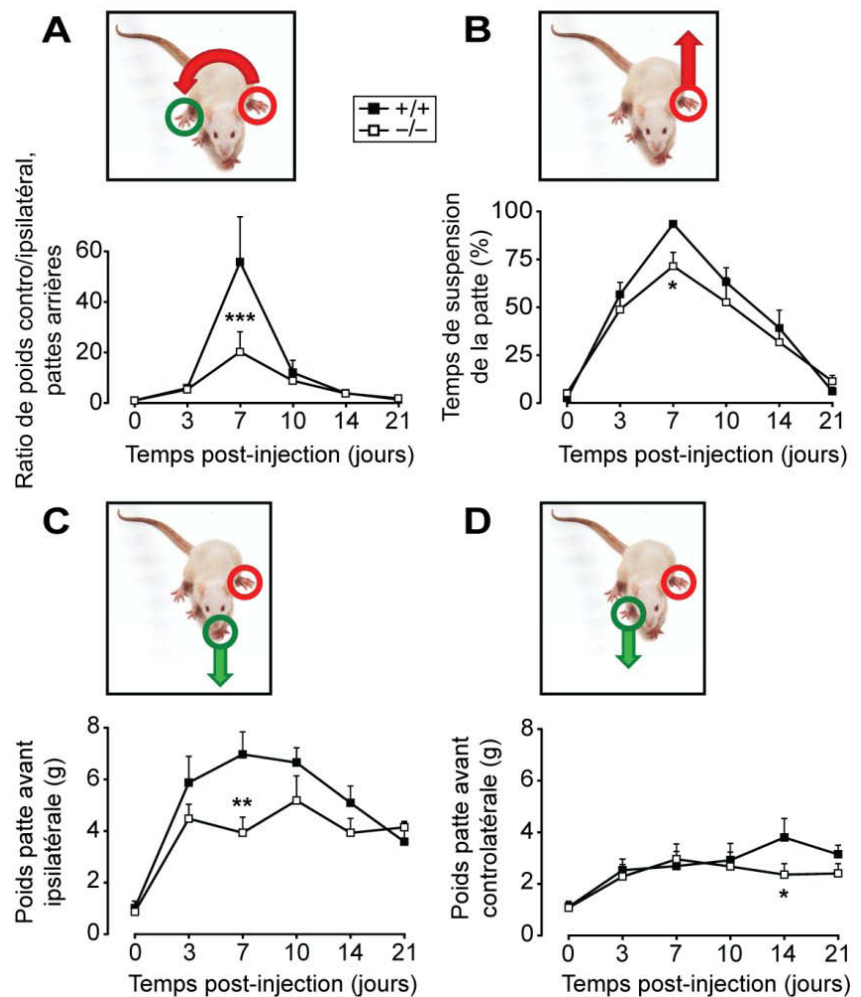 A
B
+/+
−/−
Ratio de poids contro/ipsilatéral,
pattes arrières
60
40
20
0
***
0 3 7 10 14 21
Temps post-injection (jours)
Temps de suspension
de la patte (%)
100
75
50
25
0
*
0 3 7 10 14 21
Temps post-injection (jours)
C
D
Poids patte avant
ipsilatérale (g)
8
6
4
2
0
**
0 3 7 10 14 21
Temps post-injection (jours)
Poids patte avant
controlatérale (g)
8
6
4
2
0
*
0 3 7 10 14 21
Temps post-injection (jours)